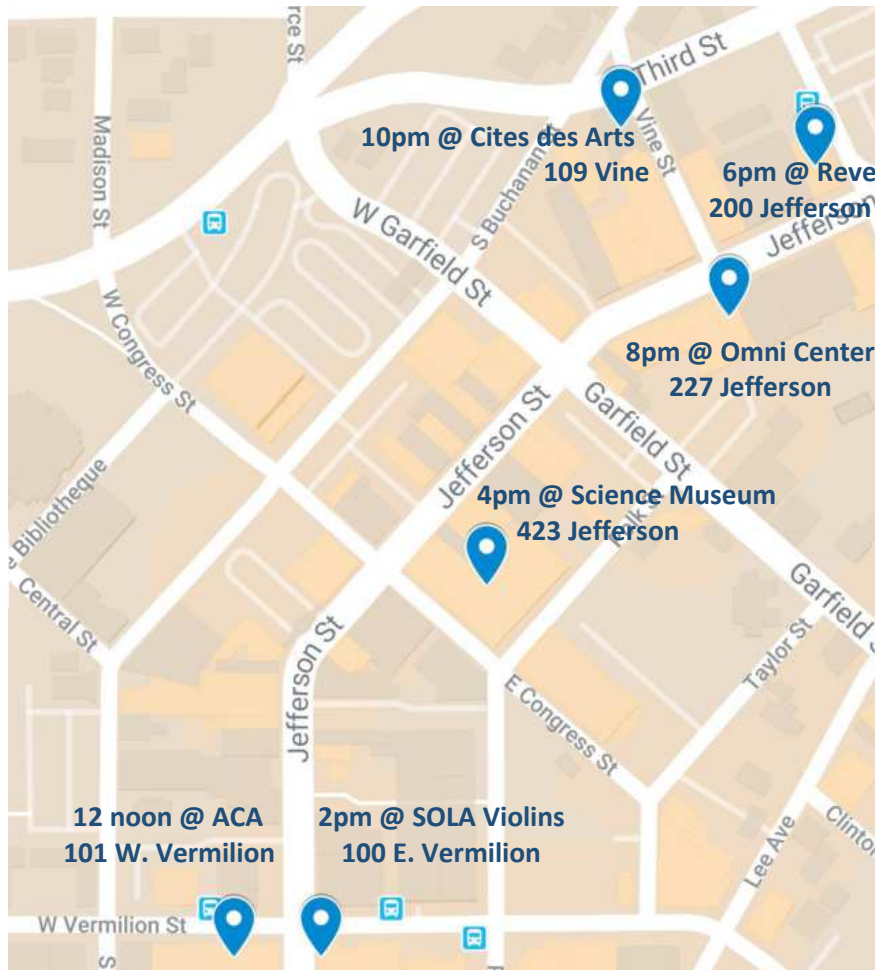 rce St
Third St
Madison St
10pm @ Cites des Arts
109 Vine
Vine St
6pm @ Reve
200 Jefferson
S Buchanan
W Garfield St
Jefferson
W Congress St
8pm @ Omni Center
227 Jefferson
Garfield St
Jefferson St
4pm @ Science Museum
423 Jefferson
Bibliotheque
Central St
Garfield S
Taylor St
Jefferson St
E Congress St
12 noon @ ACA
101 W. Vermilion
2pm @ SOLA Violins
100 E. Vermilion
Clinton
Lee Ave
W Vermilion St
S